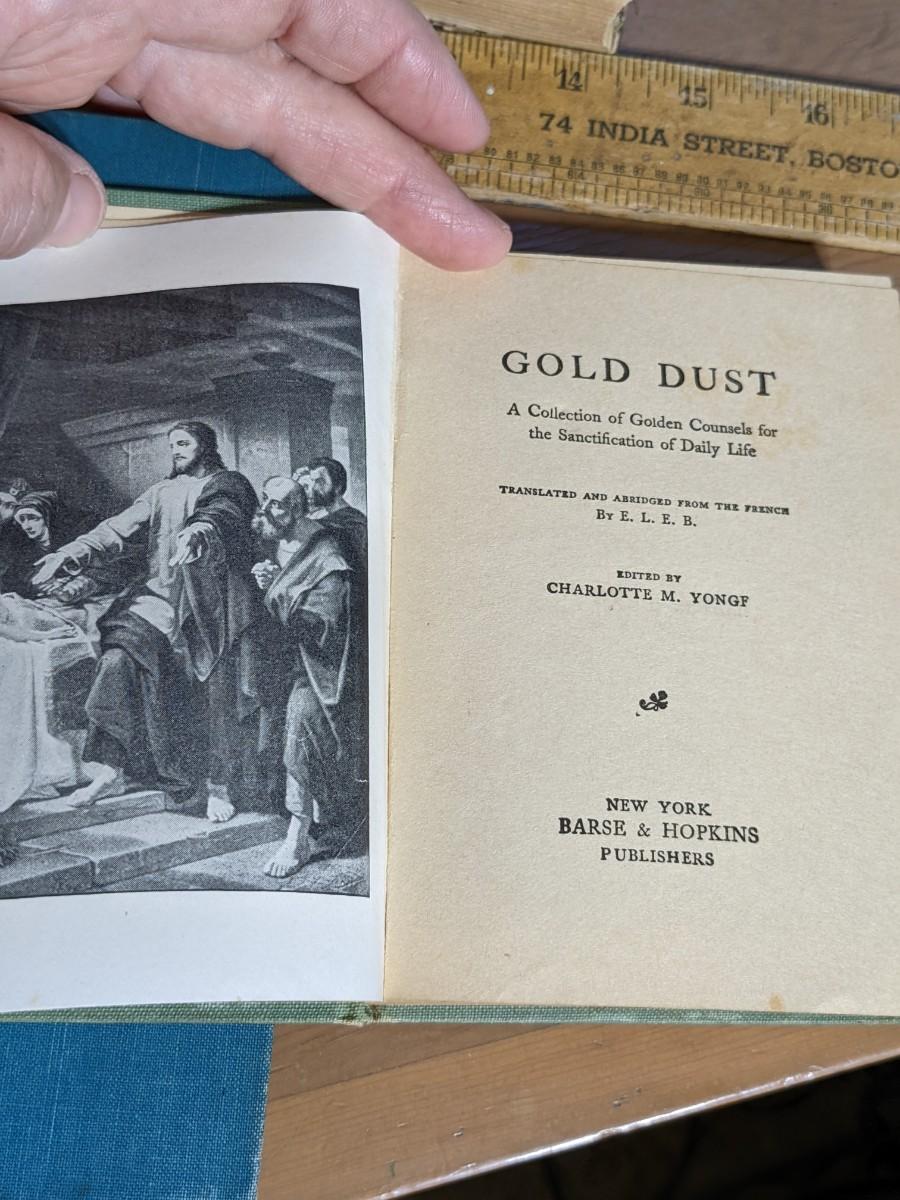 14 15 16
74 INDIA STREET, BOSTO
GOLD DUST
A Collection of Golden Counsels for
the Sanctification of Daily Life
TRANSLATED AND ABRIDGED FROM THE FRENCH
BY E. L. E. B.
EDITED BY
CHARLOTTE M. YONGE
NEW YORK
BARSE & HOPKINS
PUBLISHERS